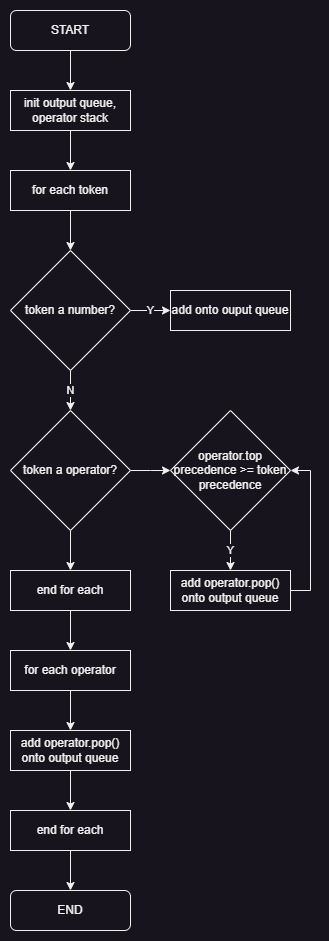 START
init output queue,
operator stack
for each token
token a number?
Y
add onto ouput queue
N
token a operator?
operator.top
precedence >= token
precedence
Y
end for each
add operator.pop()
onto output queue
for each operator
add operator.pop()
onto output queue
end for each
END